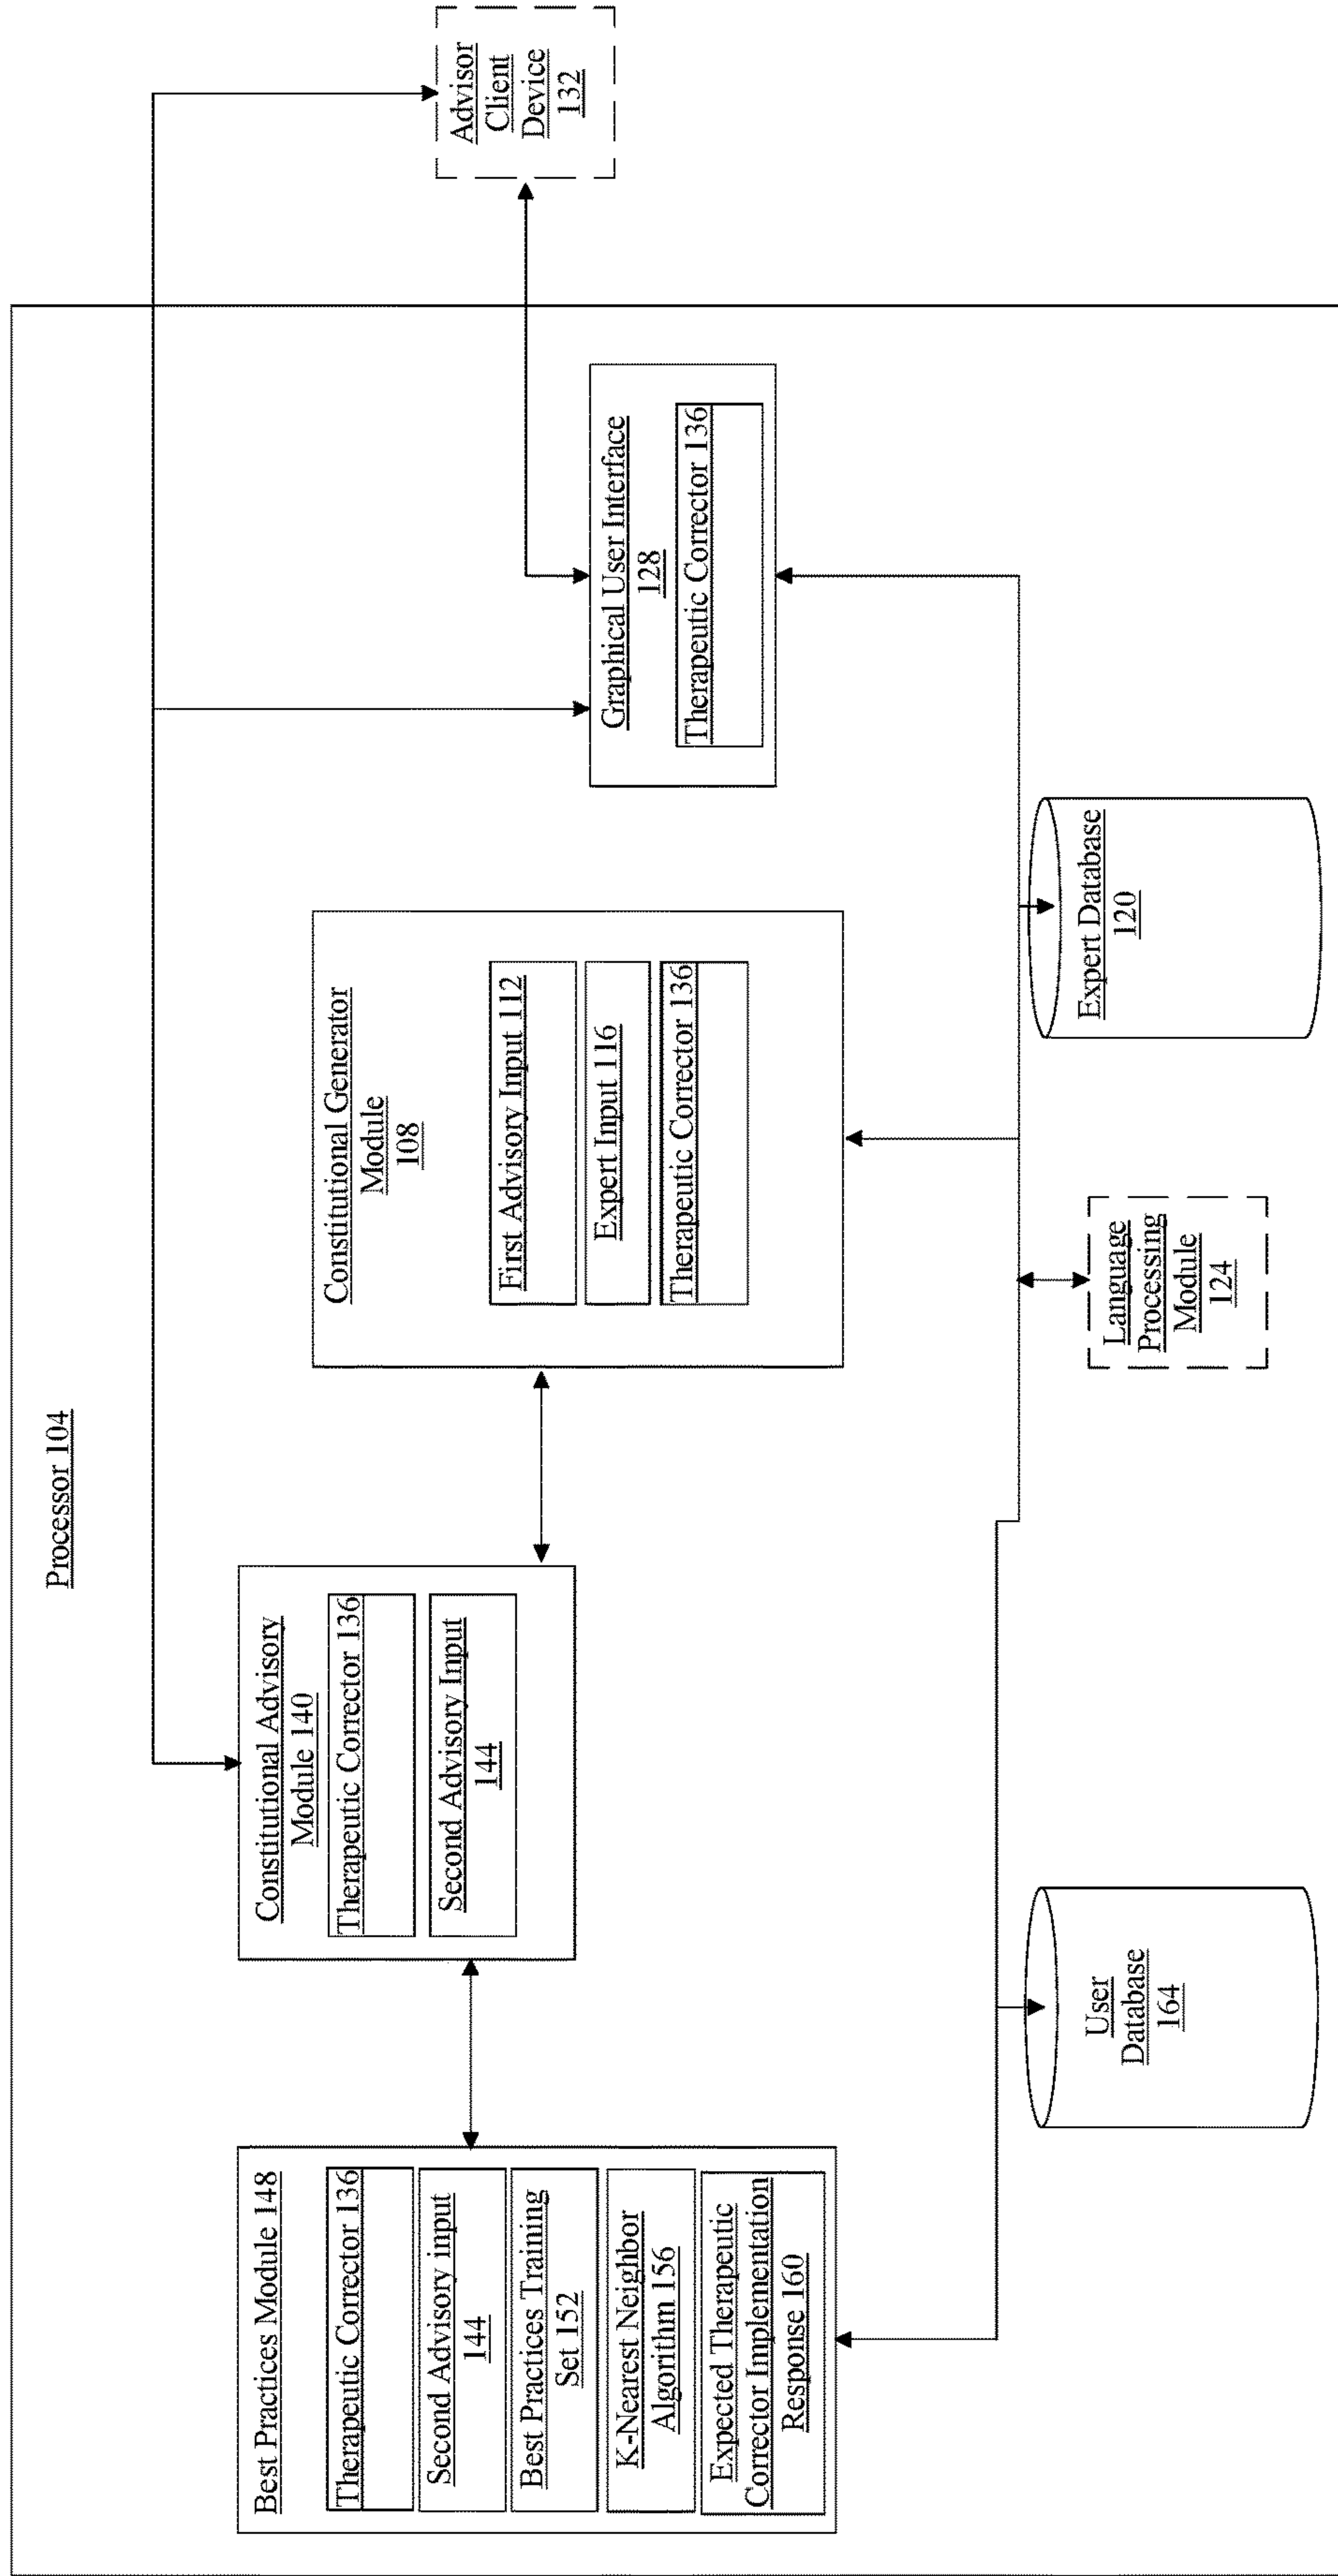 Processor 104
Best Practices Module 148
Therapeutic Corrector 136
Second Advisory input
144
Best Practices Training
Set 152
K-Nearest Neighbor
Algorithm 156
Expected Therapeutic
Corrector Implementation
Response 160
Constitutional Advisory
Module 140
Therapeutic Corrector 136
Second Advisory Input
144
Constitutional Generator
Module
108
First Advisory Input 112
Expert Input 116
Therapeutic Corrector 136
Graphical User Interface
128
Therapeutic Corrector 136
Advisor
Client
Device
132
User
Database
164
Language
Processing
Module
124
Expert Database
120